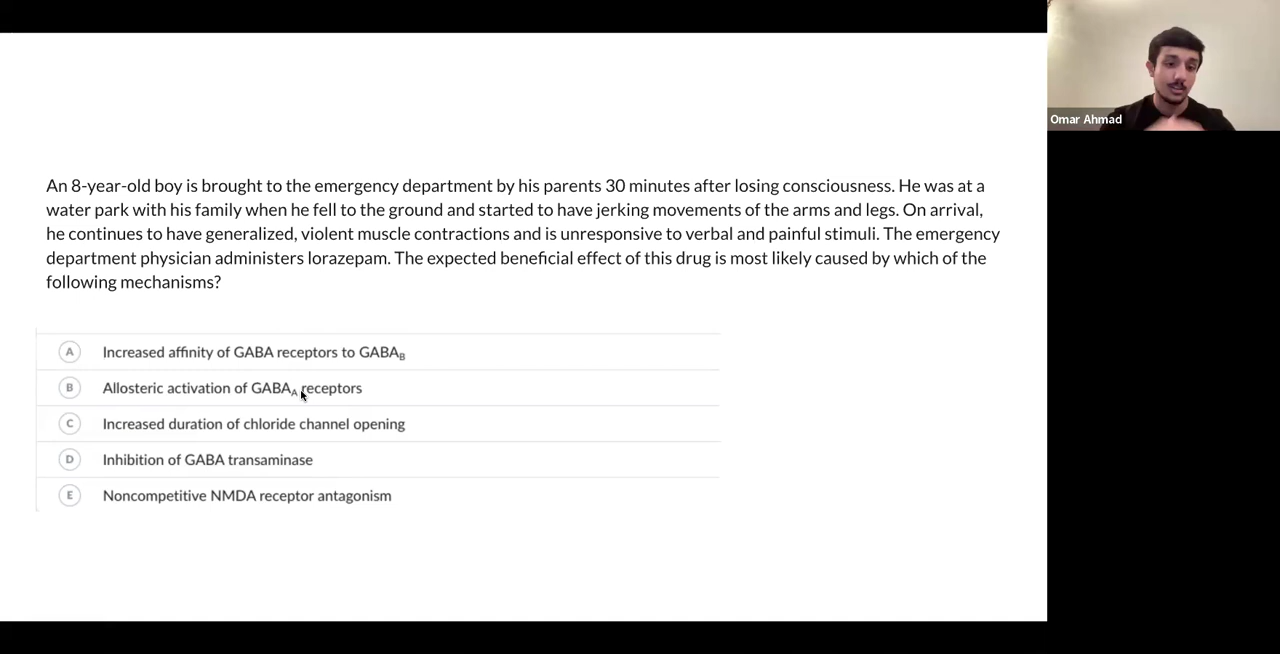 Omar Ahmad
An 8-year-old boy is brought to the emergency department by his parents 30 minutes after losing consciousness. He was at a
water park with his family when he fell to the ground and started to have jerking movements of the arms and legs. On arrival,
he continues to have generalized, violent muscle contractions and is unresponsive to verbal and painful stimuli. The emergency
department physician administers lorazepam. The expected beneficial effect of this drug is most likely caused by which of the
following mechanisms?
A Increased affinity of GABA receptors to GABA_B
B Allosteric activation of GABA_A receptors
C Increased duration of chloride channel opening
D Inhibition of GABA transaminase
E Noncompetitive NMDA receptor antagonism